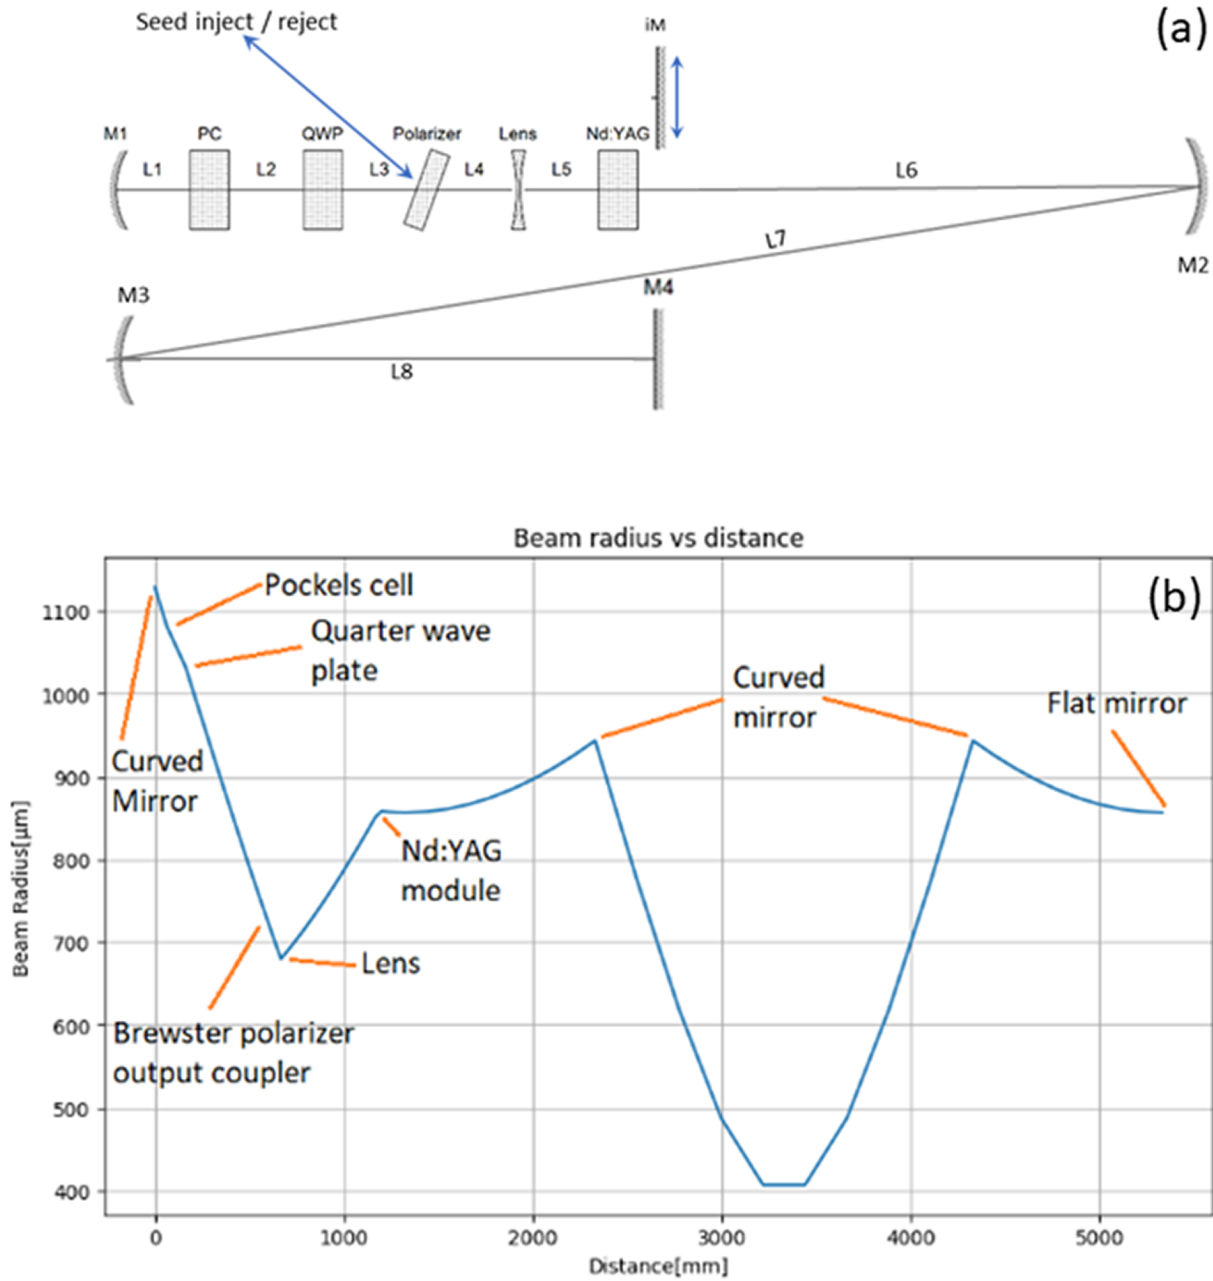 Seed inject / reject
iM
(a)
M1
PC
QWP
Polarizer
Lens
Nd:YAG
L1
L2
L3
L4
L5
L6
L7
M2
M3
M4
L8
Beam radius vs distance
(b)
Pockels cell
Quarter wave
plate
Curved
mirror
Flat mirror
Curved
Mirror
Nd:YAG
module
Lens
Brewster polarizer
output coupler
Beam Radius[μm]
1100
1000
900
800
700
600
500
400
0
1000
2000
3000
4000
5000
Distance[mm]